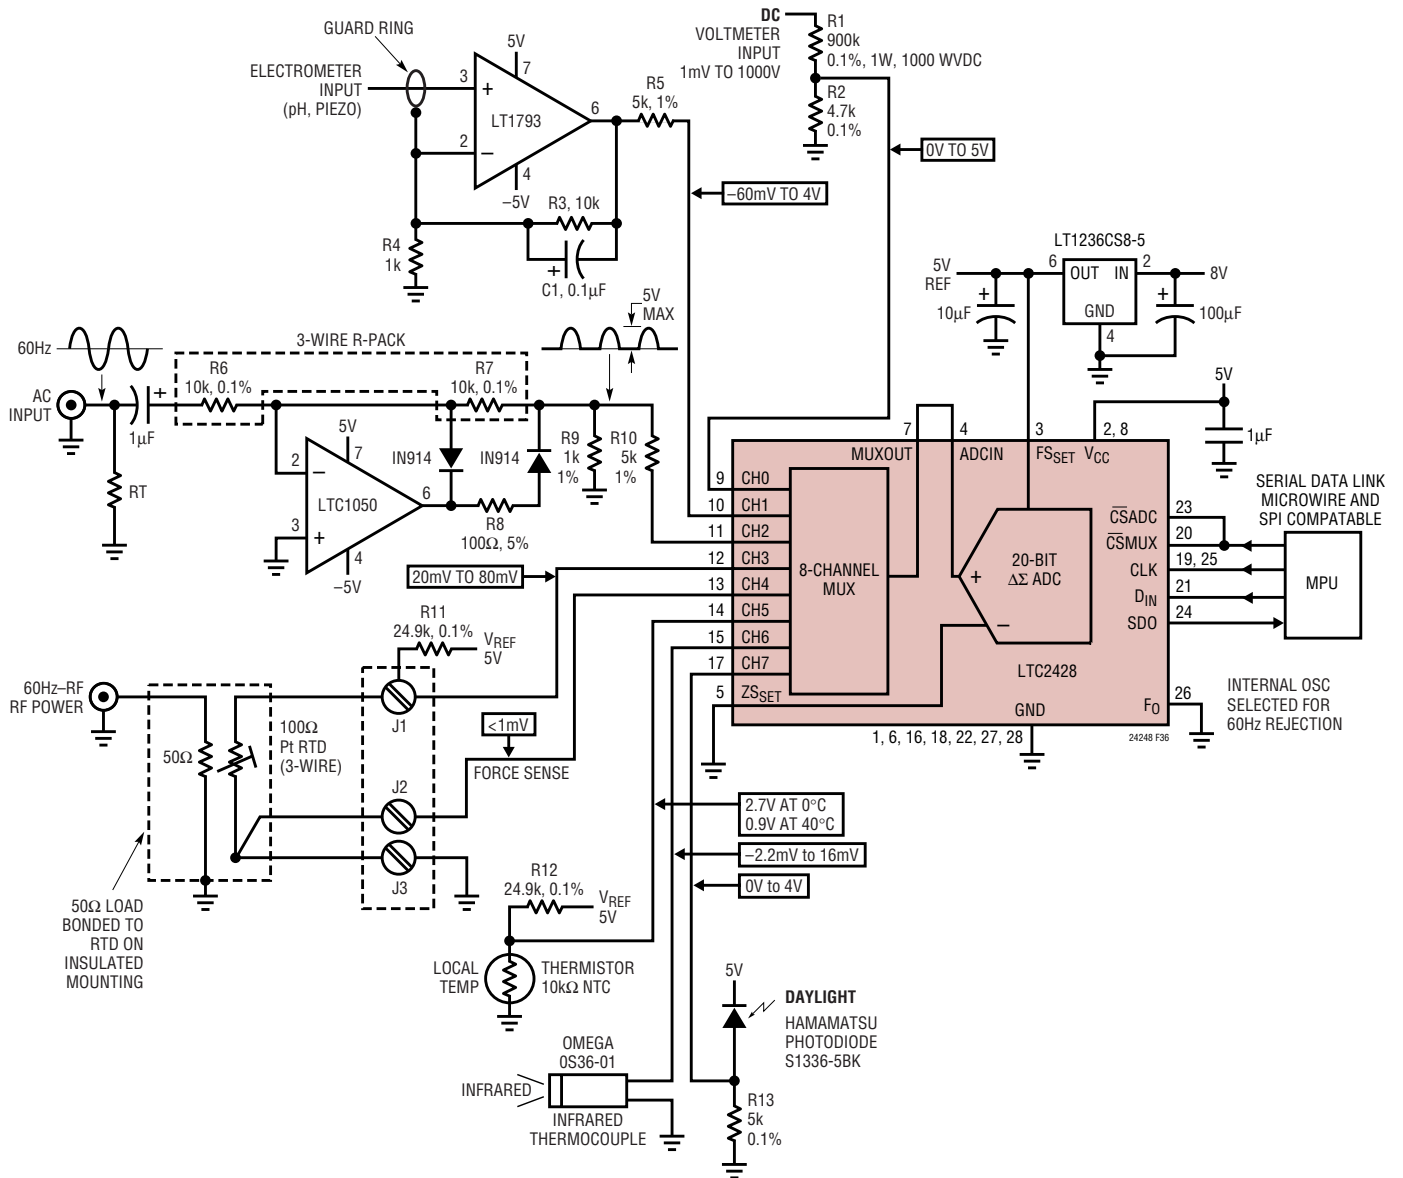 GUARD RING
ELECTROMETER
INPUT
(pH, PIEZO)
3
+
2
–
LT1793
5V
7
4
–5V
6
R5
5k, 1%
R3, 10k
R4
1k
+
C1, 0.1µF
DC
VOLTMETER
INPUT
1mV TO 1000V
R1
900k
0.1%, 1W, 1000 WVDC
R2
4.7k
0.1%
0V TO 5V
–60mV TO 4V
LT1236CS8-5
5V
REF
6
OUT
IN
2
8V
GND
4
+
10µF
+
100µF
5V
1µF
60Hz
AC
INPUT
+
1µF
RT
3-WIRE R-PACK
R6
10k, 0.1%
R7
10k, 0.1%
5V
MAX
5V
7
2
–
LTC1050
3
+
6
4
–5V
IN914
IN914
R8
100Ω, 5%
R9
1k
1%
R10
5k
1%
20mV TO 80mV
7
4
3
2, 8
MUXOUT
ADCIN
FSSET
VCC
9
CH0
10
CH1
11
CH2
12
CH3
13
CH4
14
CH5
15
CH6
17
CH7
5
ZSSET
8-CHANNEL
MUX
+
–
20-BIT
ΔΣ ADC
LTC2428
GND
1, 6, 16, 18, 22, 27, 28
CSADC
23
CSMUX
20
CLK
19, 25
DIN
21
SDO
24
FO
26
SERIAL DATA LINK
MICROWIRE AND
SPI COMPATABLE
MPU
INTERNAL OSC
SELECTED FOR
60Hz REJECTION
24248 F36
60Hz–RF
RF POWER
50Ω
100Ω
Pt RTD
(3-WIRE)
R11
24.9k, 0.1%
VREF
5V
J1
J2
J3
<1mV
FORCE SENSE
50Ω LOAD
BONDED TO
RTD ON
INSULATED
MOUNTING
2.7V AT 0°C
0.9V AT 40°C
–2.2mV to 16mV
0V to 4V
R12
24.9k, 0.1%
VREF
5V
LOCAL
TEMP
THERMISTOR
10kΩ NTC
OMEGA
0S36-01
INFRARED
INFRARED
THERMOCOUPLE
5V
DAYLIGHT
HAMAMATSU
PHOTODIODE
S1336-5BK
R13
5k
0.1%